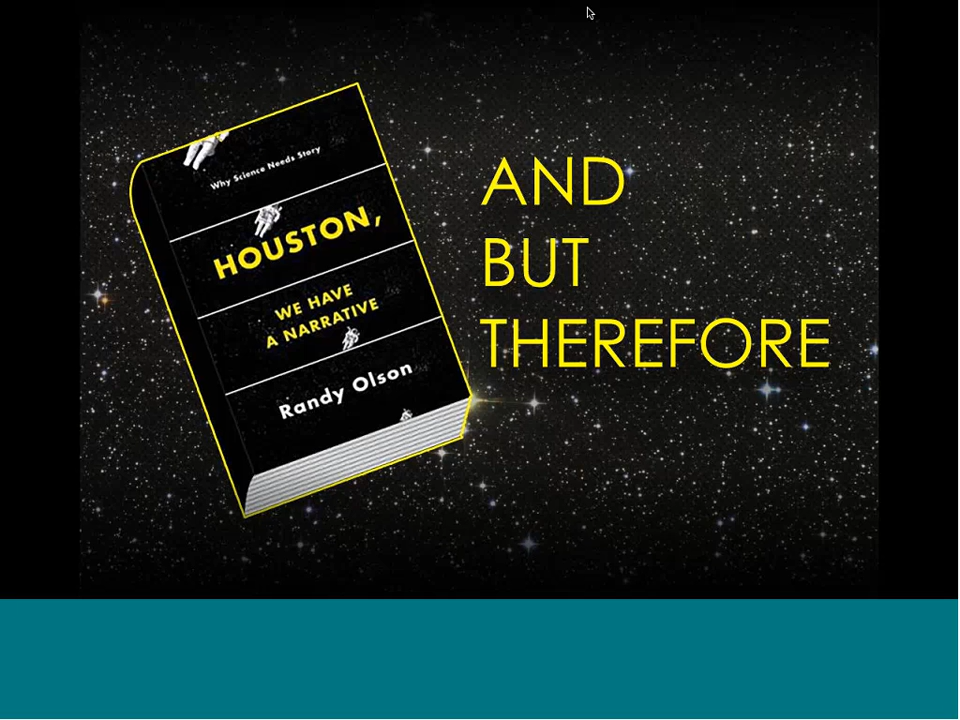 Why Science Needs Story
HOUSTON,
WE HAVE
A NARRATIVE
Randy Olson
AND
BUT
THEREFORE